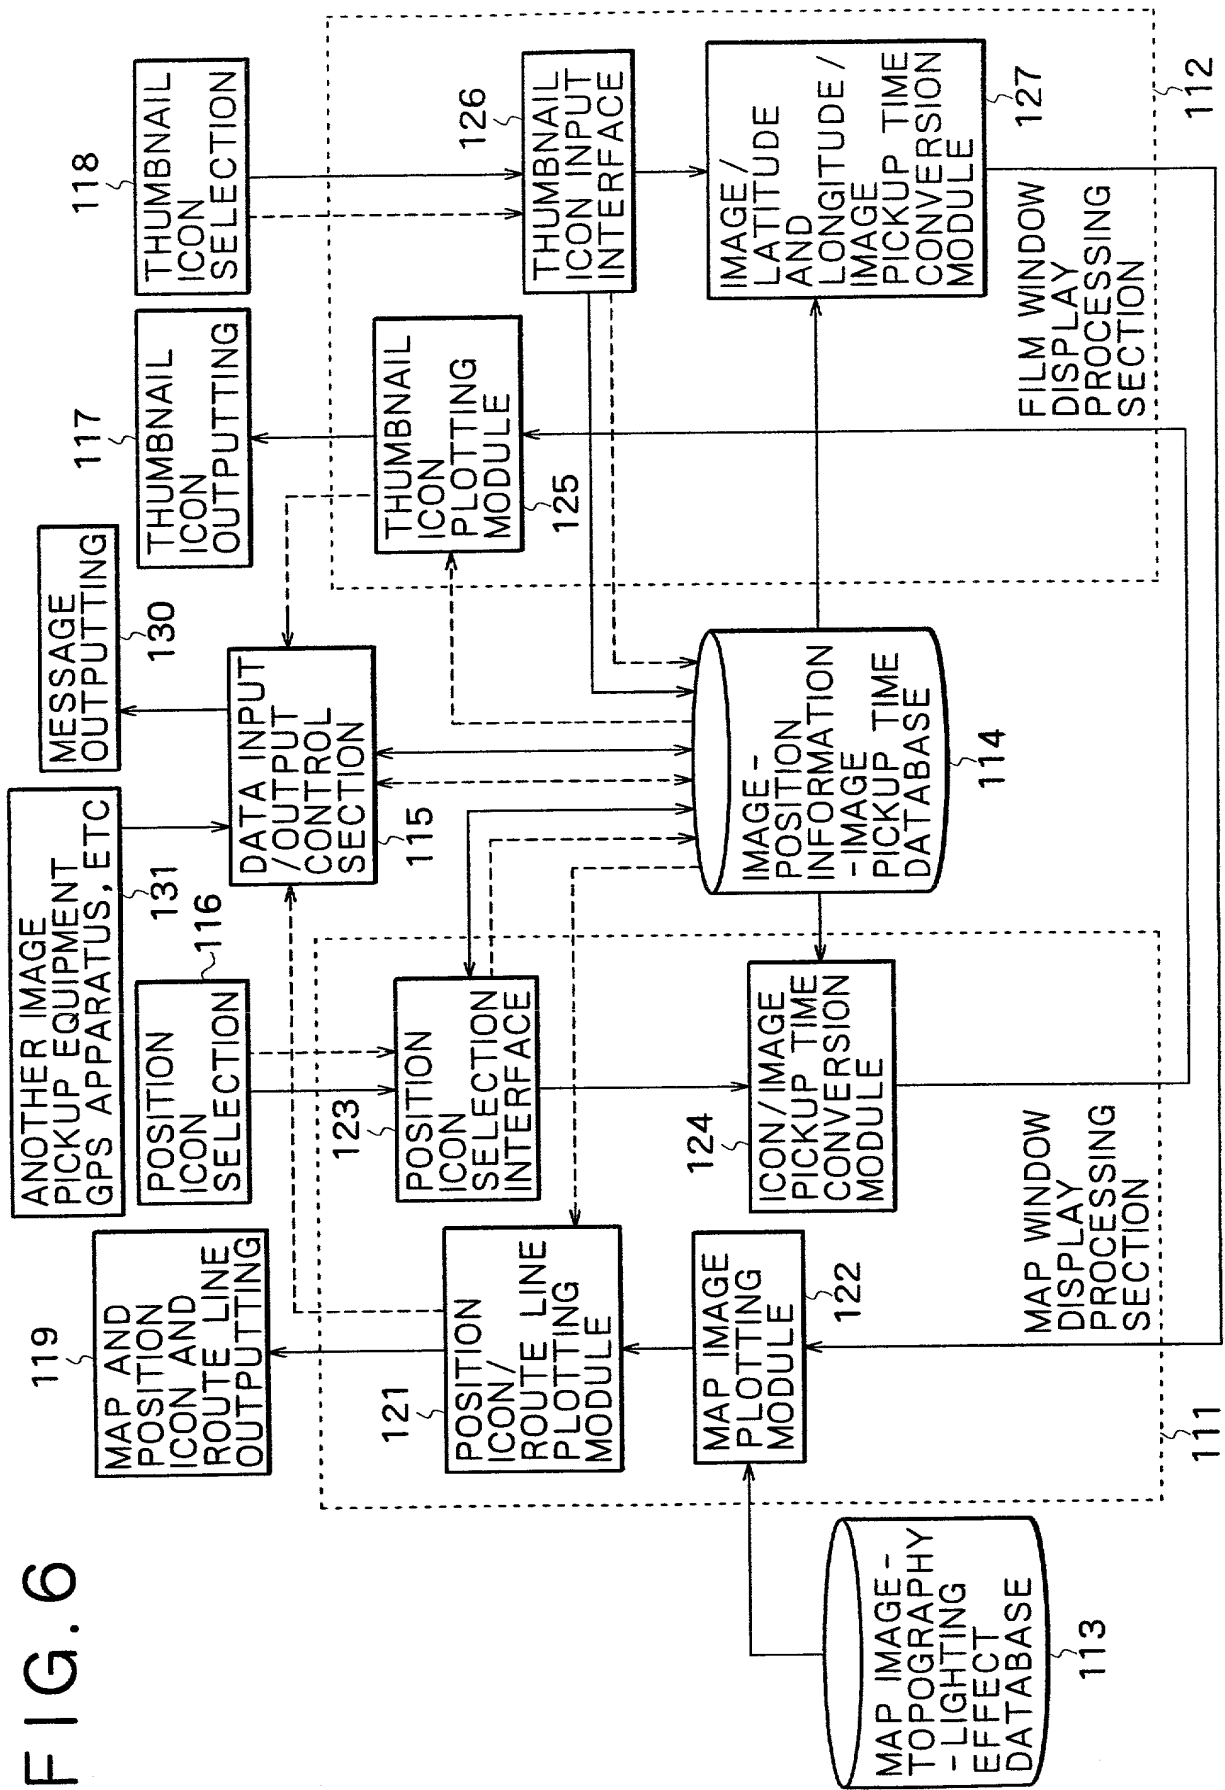 FIG.6
119
MAP AND
POSITION
ICON AND
ROUTE LINE
OUTPUTTING
ANOTHER IMAGE
PICKUP EQUIPMENT
GPS APPARATUS, ETC
131
POSITION
ICON
SELECTION
116
MESSAGE
OUTPUTTING
130
117
THUMBNAIL
ICON
OUTPUTTING
118
THUMBNAIL
ICON
SELECTION
DATA INPUT
/OUTPUT
CONTROL
SECTION
115
121
POSITION
ICON/
ROUTE LINE
PLOTTING
MODULE
123
POSITION
ICON
SELECTION
INTERFACE
THUMBNAIL
ICON
PLOTTING
MODULE
125
126
THUMBNAIL
ICON INPUT
INTERFACE
MAP IMAGE
PLOTTING
MODULE
122
124
ICON/IMAGE
PICKUP TIME
CONVERSION
MODULE
IMAGE-
POSITION
INFORMATION
-IMAGE
PICKUP TIME
DATABASE
114
IMAGE/
LATITUDE
AND
LONGITUDE/
IMAGE
PICKUP TIME
CONVERSION
MODULE
127
MAP IMAGE-
TOPOGRAPHY
-LIGHTING
EFFECT
DATABASE
113
MAP WINDOW
DISPLAY
PROCESSING
SECTION
111
FILM WINDOW
DISPLAY
PROCESSING
SECTION
112